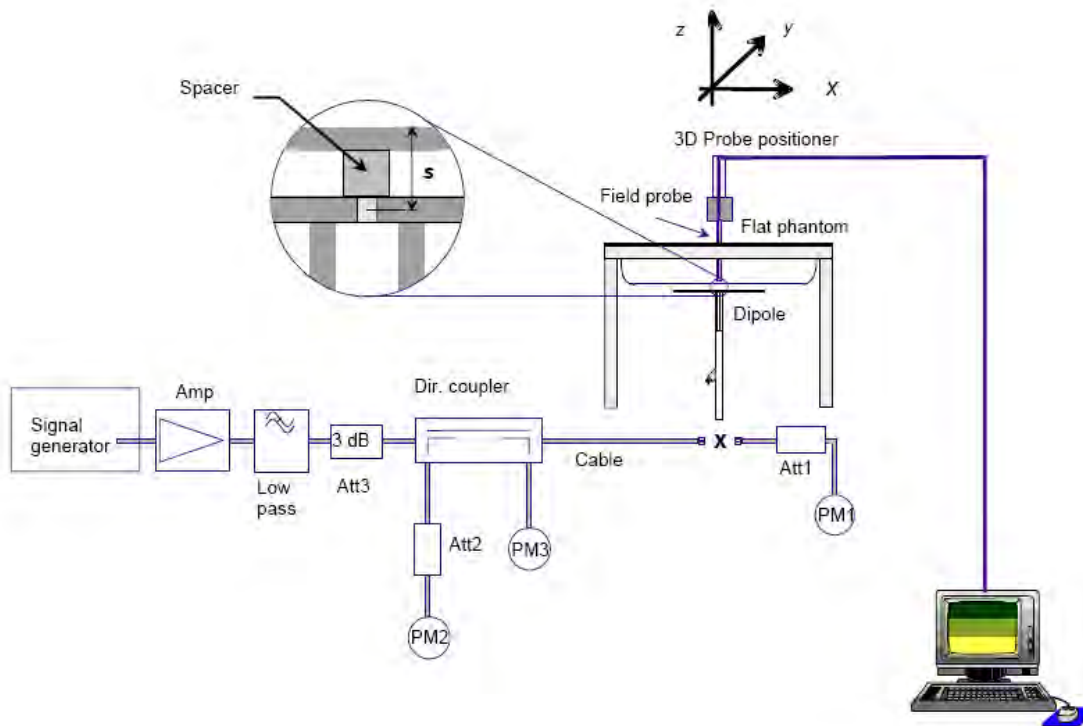 z
y
X
Spacer
s
3D Probe positioner
Field probe
Flat phantom
Dipole
Dir. coupler
Amp
Signal
generator
3 dB
Low
pass
Att3
Cable
X
Att1
PM1
Att2
PM3
PM2